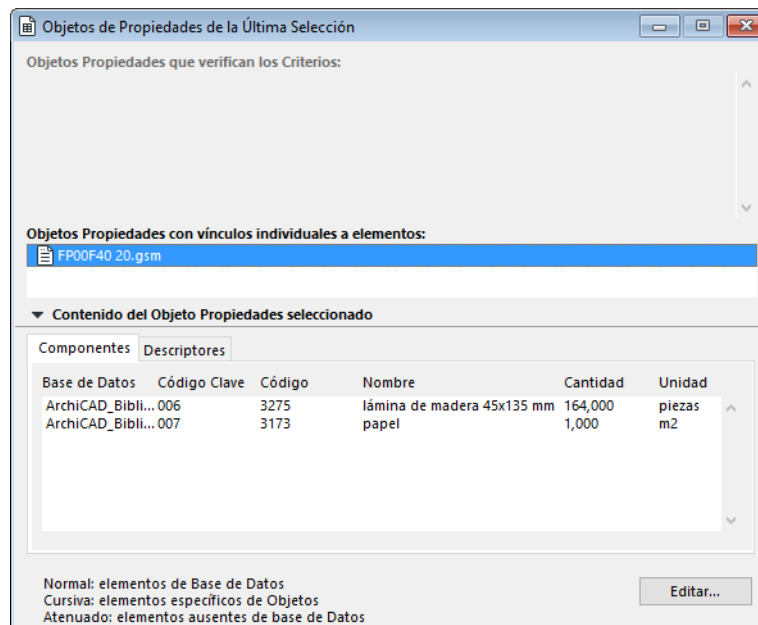 Objetos de Propiedades de la Última Selección
Objetos Propiedades que verifican los Criterios:
Objetos Propiedades con vínculos individuales a elementos:
FP00F40 20.gsm
Contenido del Objeto Propiedades seleccionado
Componentes Descriptores
Base de Datos Código Clave Código Nombre Cantidad Unidad
ArchiCAD_Bibli... 006 3275 lámina de madera 45x135 mm 164,000 piezas
ArchiCAD_Bibli... 007 3173 papel 1,000 m2
Normal: elementos de Base de Datos
Cursiva: elementos específicos de Objetos
Atenuado: elementos ausentes de base de Datos
Editar...